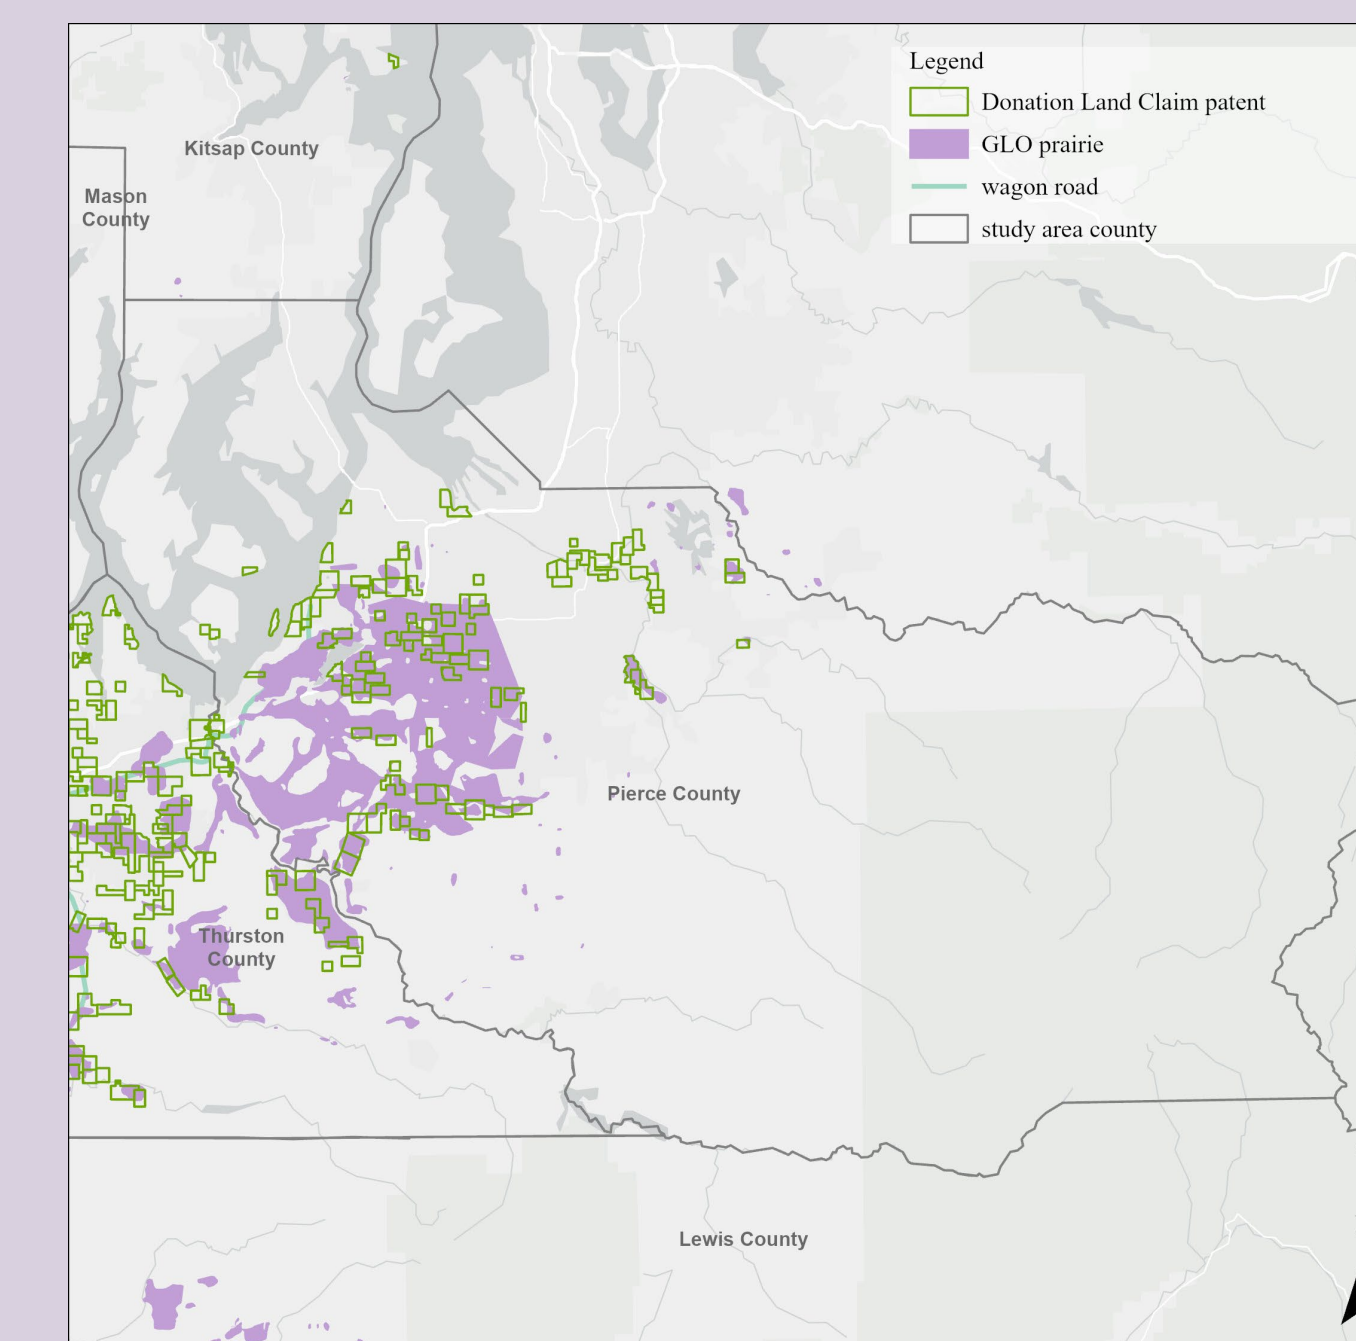 Legend
Donation Land Claim patent
GLO prairie
wagon road
study area county
Kitsap County
Mason
County
Pierce County
Thurston
County
Lewis County